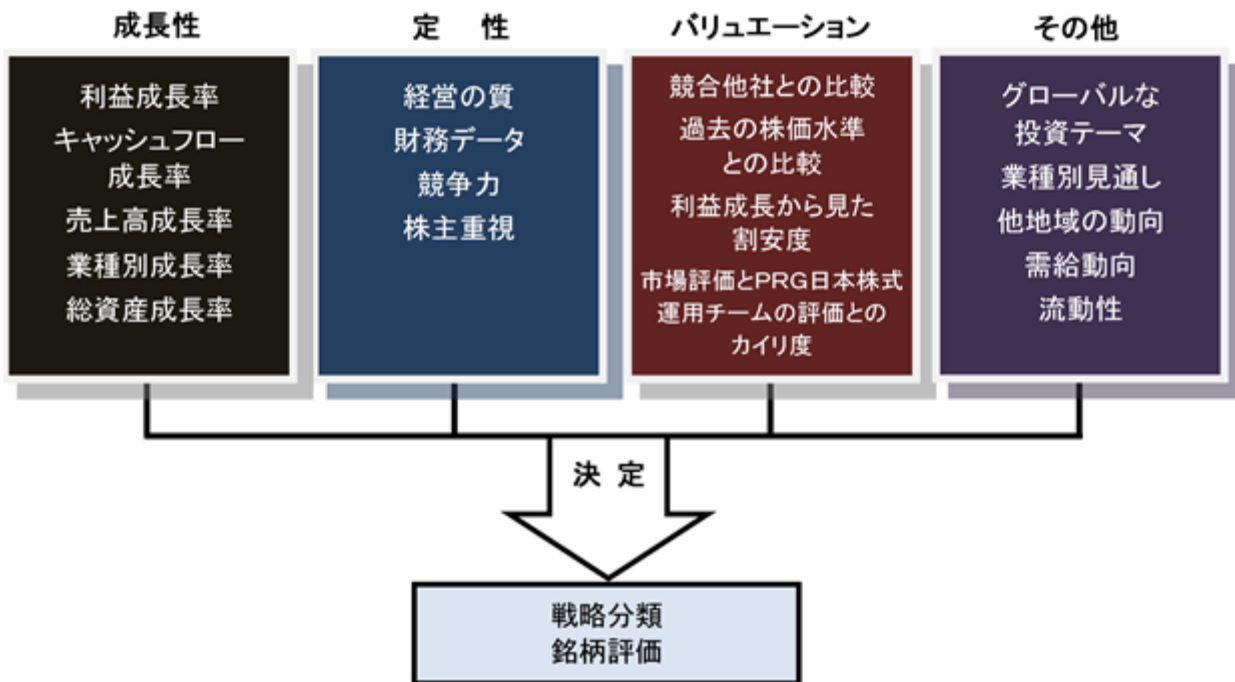 成長性
利益成長率
キャッシュフロー
成長率
売上高成長率
業種別成長率
総資産成長率
定 性
経営の質
財務データ
競争力
株主重視
バリュエーション
競合他社との比較
過去の株価水準
との比較
利益成長から見た
割安度
市場評価とPRG日本株式
運用チームの評価との
カイリ度
その他
グローバルな
投資テーマ
業種別見通し
他地域の動向
需給動向
流動性
決 定
戦略分類
銘柄評価